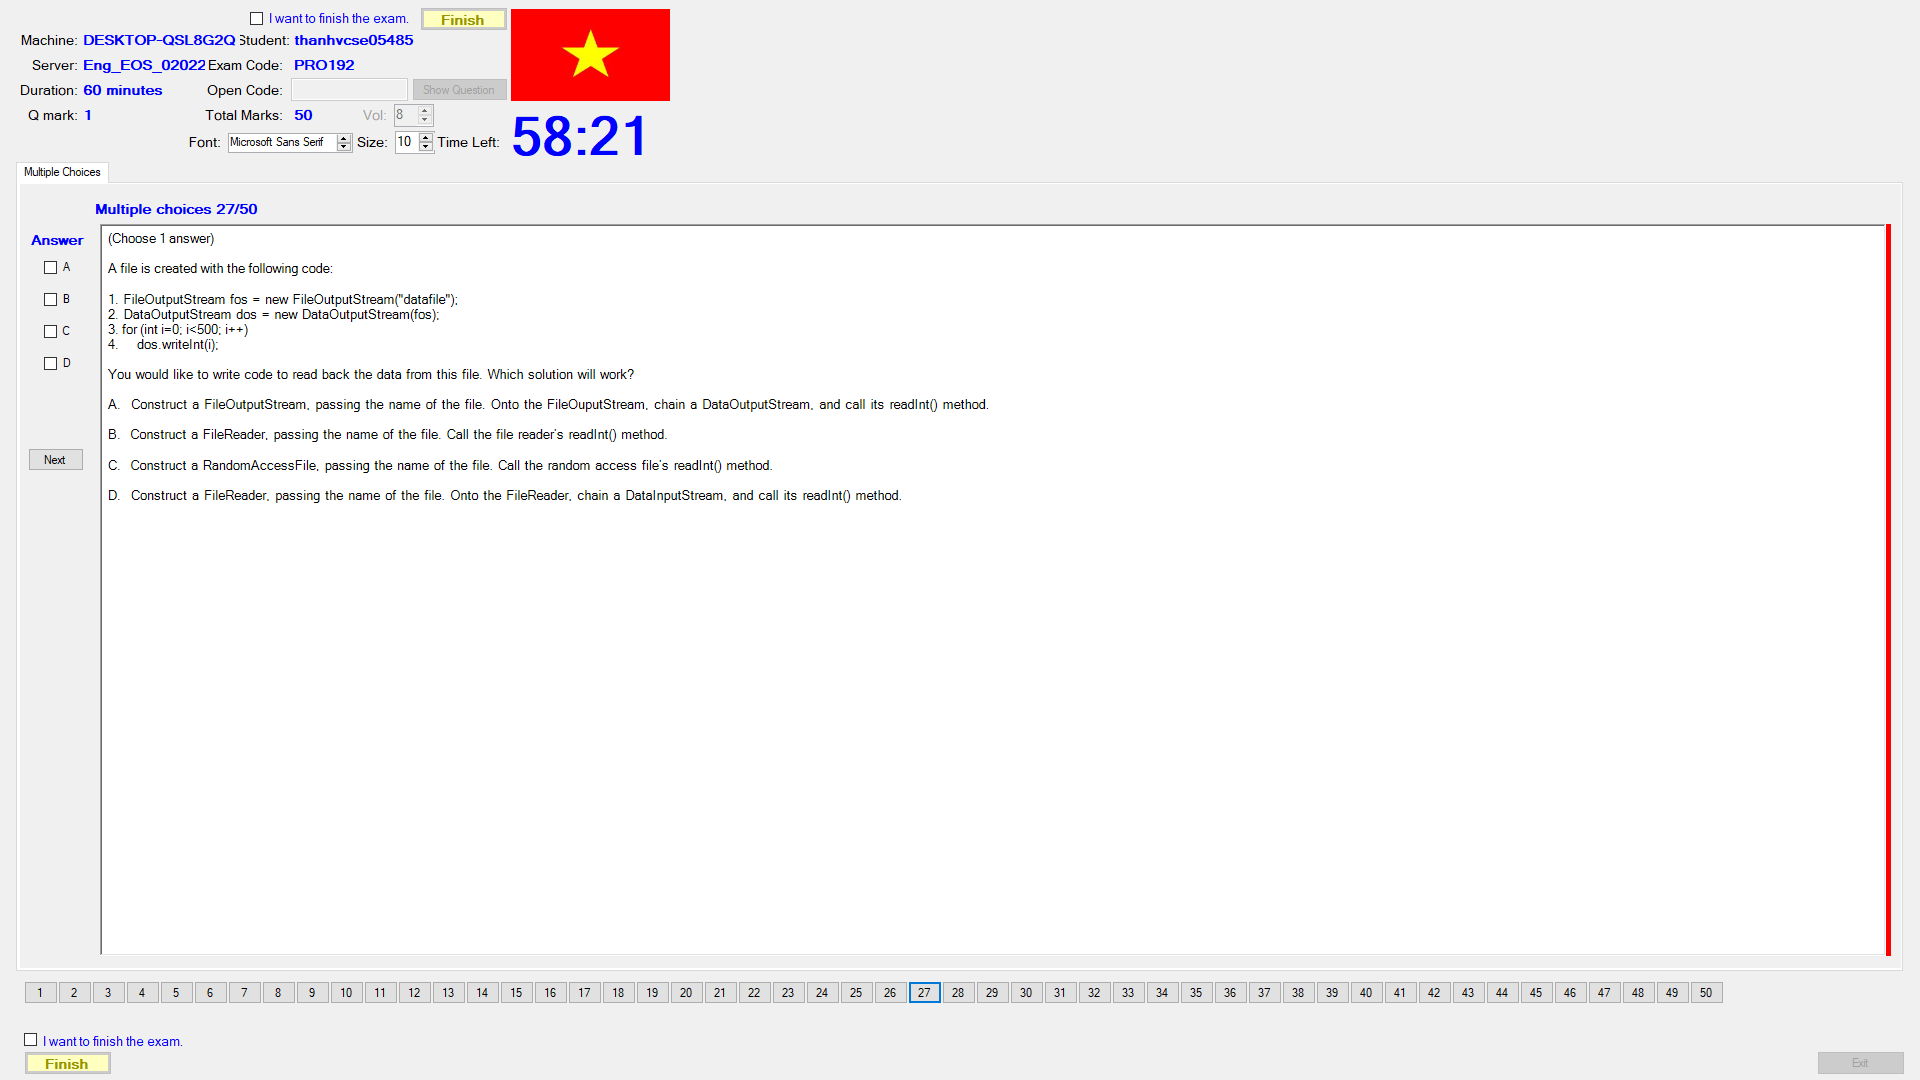 I want to finish the exam.
Finish
Machine: DESKTOP-QSL8G2Q Student: thanhvcse05485
Server: Eng_EOS_02022 Exam Code: PRO192
Duration: 60 minutes Open Code: Show Question
Q mark: 1 Total Marks: 50 Vol: 8
Font: Microsoft Sans Serif Size: 10 Time Left: 58:21
Multiple Choices
Multiple choices 27/50
Answer
A
B
C
D
Next
(Choose 1 answer)
A file is created with the following code:
1. FileOutputStream fos = new FileOutputStream("datafile");
2. DataOutputStream dos = new DataOutputStream(fos);
3. for (int i=0; i<500; i++)
4. dos.writeInt(i);
You would like to write code to read back the data from this file. Which solution will work?
A. Construct a FileOutputStream, passing the name of the file. Onto the FileOuputStream, chain a DataOutputStream, and call its readInt() method.
B. Construct a FileReader, passing the name of the file. Call the file reader's readInt() method.
C. Construct a RandomAccessFile, passing the name of the file. Call the random access file's readInt() method.
D. Construct a FileReader, passing the name of the file. Onto the FileReader, chain a DataInputStream, and call its readInt() method.
1 2 3 4 5 6 7 8 9 10 11 12 13 14 15 16 17 18 19 20 21 22 23 24 25 26 27 28 29 30 31 32 33 34 35 36 37 38 39 40 41 42 43 44 45 46 47 48 49 50
I want to finish the exam.
Finish
Exit